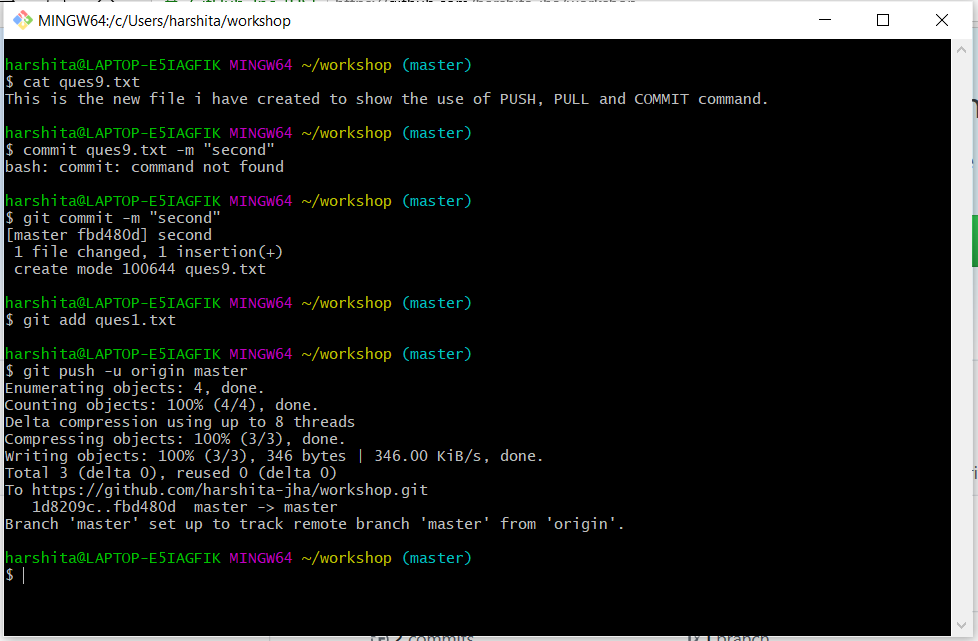 MINGW64:/c/Users/harshita/workshop
harshita@LAPTOP-E5IAGFIK MINGW64 ~/workshop (master)
$ cat ques9.txt
This is the new file i have created to show the use of PUSH, PULL and COMMIT command.
harshita@LAPTOP-E5IAGFIK MINGW64 ~/workshop (master)
$ commit ques9.txt -m "second"
bash: commit: command not found
harshita@LAPTOP-E5IAGFIK MINGW64 ~/workshop (master)
$ git commit -m "second"
[master fbd480d] second
 1 file changed, 1 insertion(+)
 create mode 100644 ques9.txt
harshita@LAPTOP-E5IAGFIK MINGW64 ~/workshop (master)
$ git add ques1.txt
harshita@LAPTOP-E5IAGFIK MINGW64 ~/workshop (master)
$ git push -u origin master
Enumerating objects: 4, done.
Counting objects: 100% (4/4), done.
Delta compression using up to 8 threads
Compressing objects: 100% (3/3), done.
Writing objects: 100% (3/3), 346 bytes | 346.00 KiB/s, done.
Total 3 (delta 0), reused 0 (delta 0)
To https://github.com/harshita-jha/workshop.git
   1d8209c..fbd480d  master -> master
Branch 'master' set up to track remote branch 'master' from 'origin'.
harshita@LAPTOP-E5IAGFIK MINGW64 ~/workshop (master)
$
2 commits
1 branch